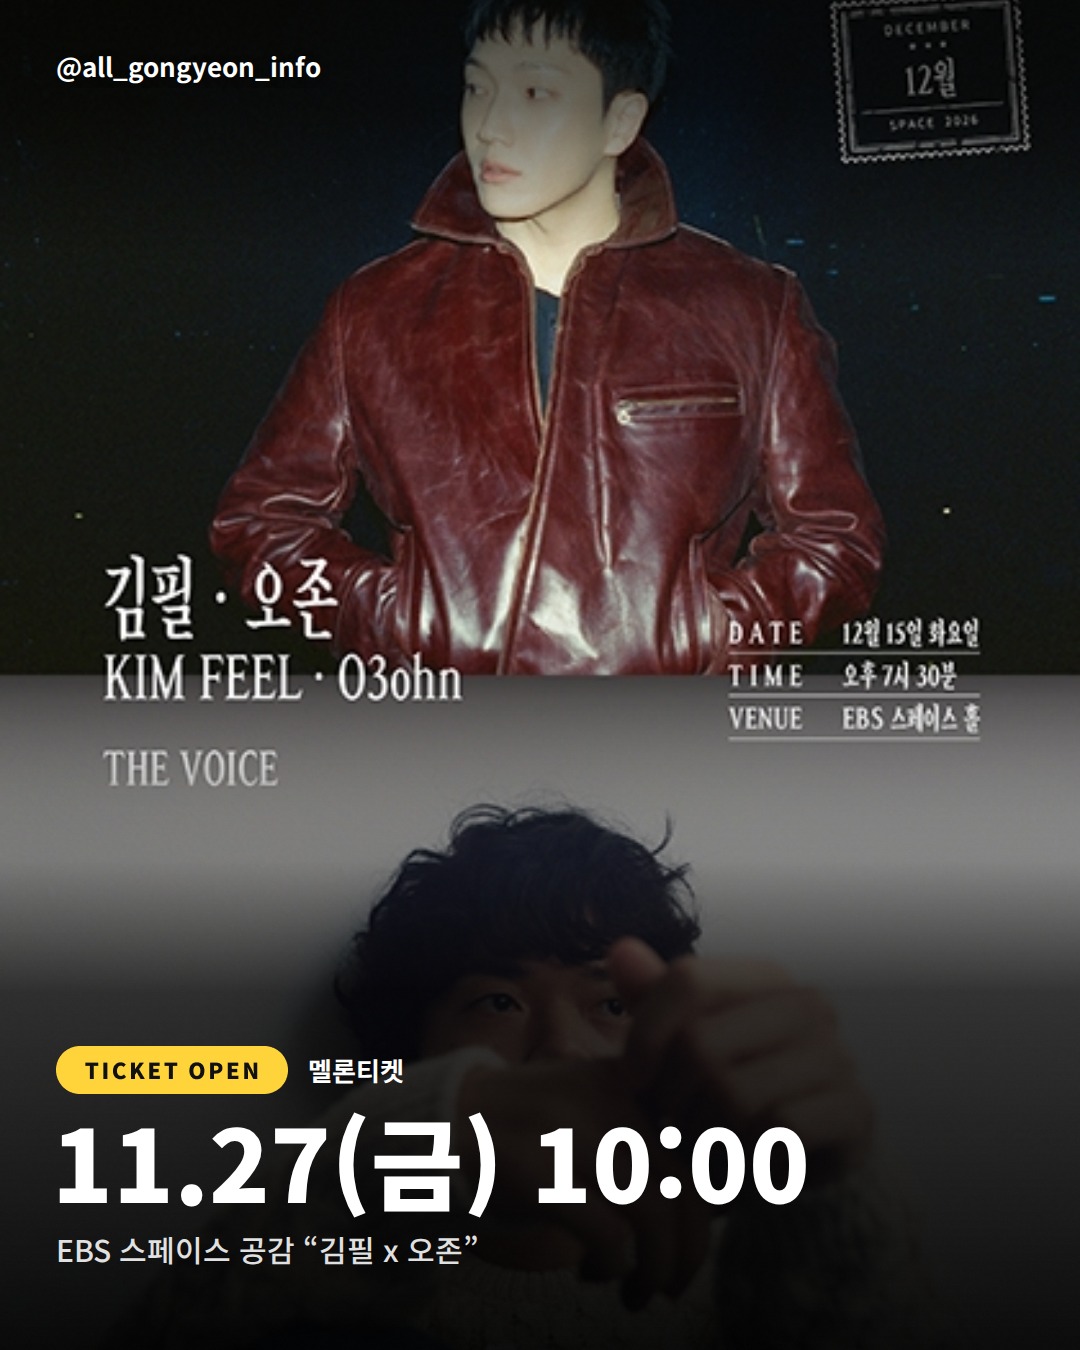 @all_gongyeon_info
DECEMBER
12월
SPACE 2026
김필 · 오존
KIM FEEL · O3ohn
THE VOICE
DATE 12월 15일 화요일
TIME 오후 7시 30분
VENUE EBS 스페이스 홀
TICKET OPEN 멜론티켓
11.27(금) 10:00
EBS 스페이스 공감 “김필 x 오존”